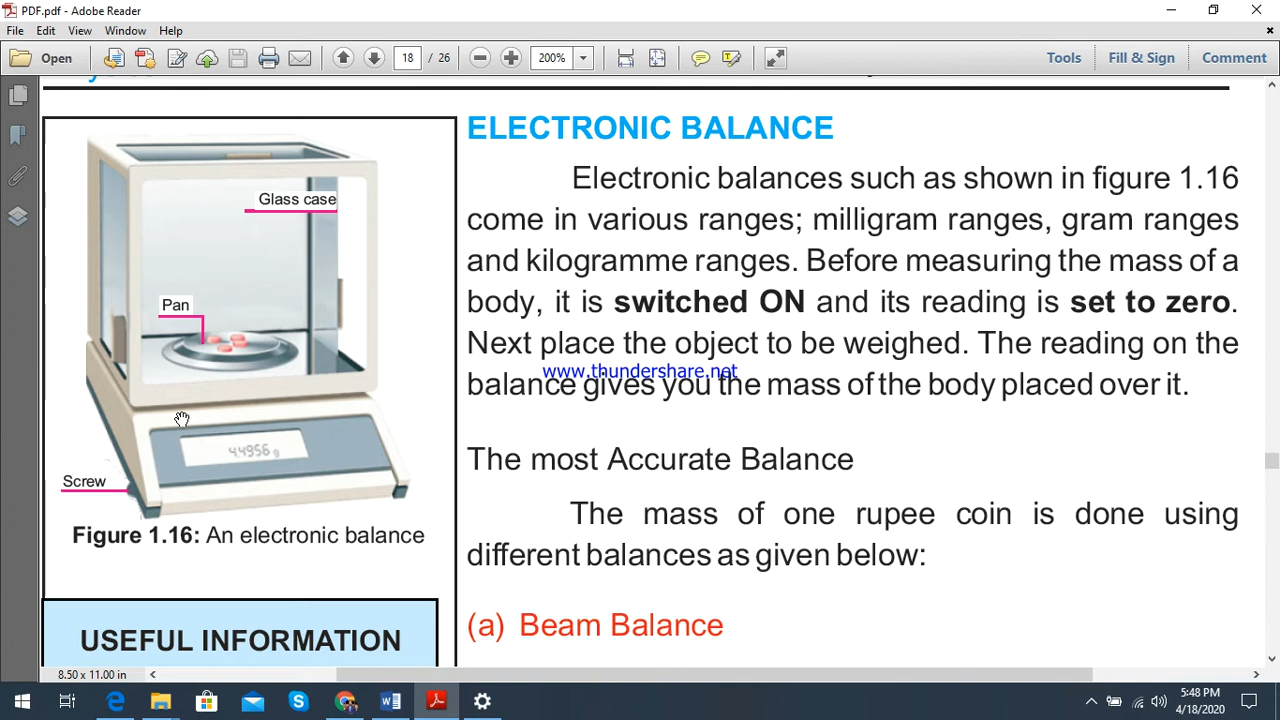 PDF.pdf - Adobe Reader
File Edit View Window Help
Open 18 / 26 200% Tools Fill & Sign Comment
Glass case
Pan
4.4956 g
Screw
Figure 1.16: An electronic balance
USEFUL INFORMATION
ELECTRONIC BALANCE
Electronic balances such as shown in figure 1.16
come in various ranges; milligram ranges, gram ranges
and kilogramme ranges. Before measuring the mass of a
body, it is switched ON and its reading is set to zero.
Next place the object to be weighed. The reading on the
www.thundershare.net
balance gives you the mass of the body placed over it.
The most Accurate Balance
The mass of one rupee coin is done using
different balances as given below:
(a) Beam Balance
8.50 x 11.00 in
5:48 PM
4/18/2020